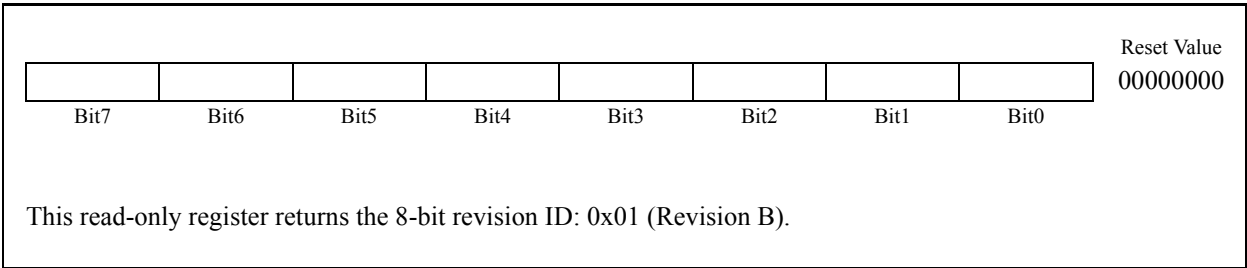 Reset Value
00000000
Bit7 Bit6 Bit5 Bit4 Bit3 Bit2 Bit1 Bit0
This read-only register returns the 8-bit revision ID: 0x01 (Revision B).